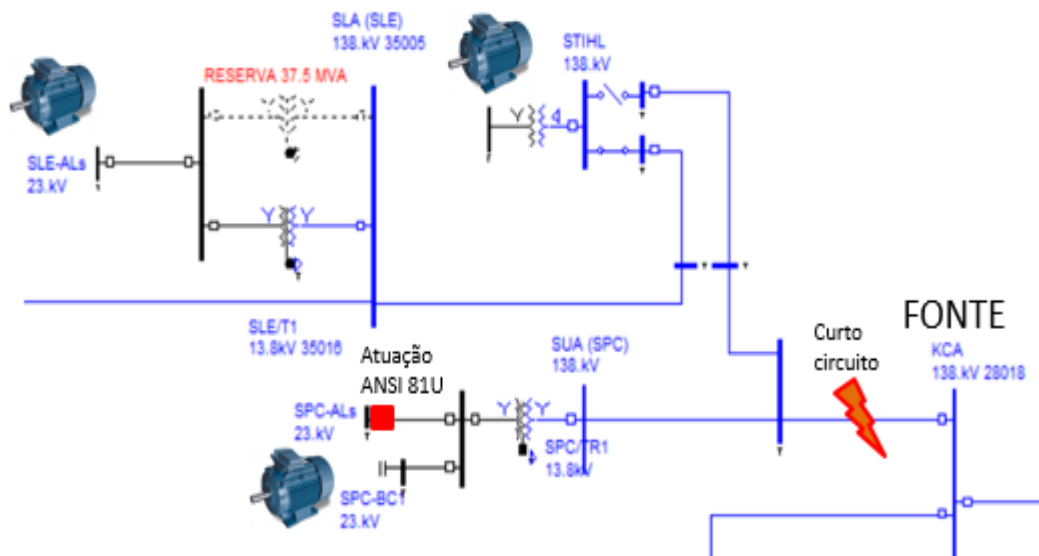 SLA (SLE)
138.kV 35005
STIHL
138.kV
RESERVA 37.5 MVA
SLE-ALs
23.kV
SLE/T1
13.8kV 35016
Atuação
ANSI 81U
SUA (SPC)
138.kV
Curto
circuito
FONTE
KCA
138.kV 28018
SPC-ALs
23.kV
SPC/TR1
13.8kV
SPC-BC1
23.kV